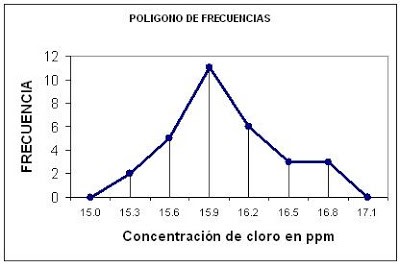 POLIGONO DE FRECUENCIAS
FRECUENCIA
12
10
8
6
4
2
0
15.0 15.3 15.6 15.9 16.2 16.5 16.8 17.1
Concentración de cloro en ppm